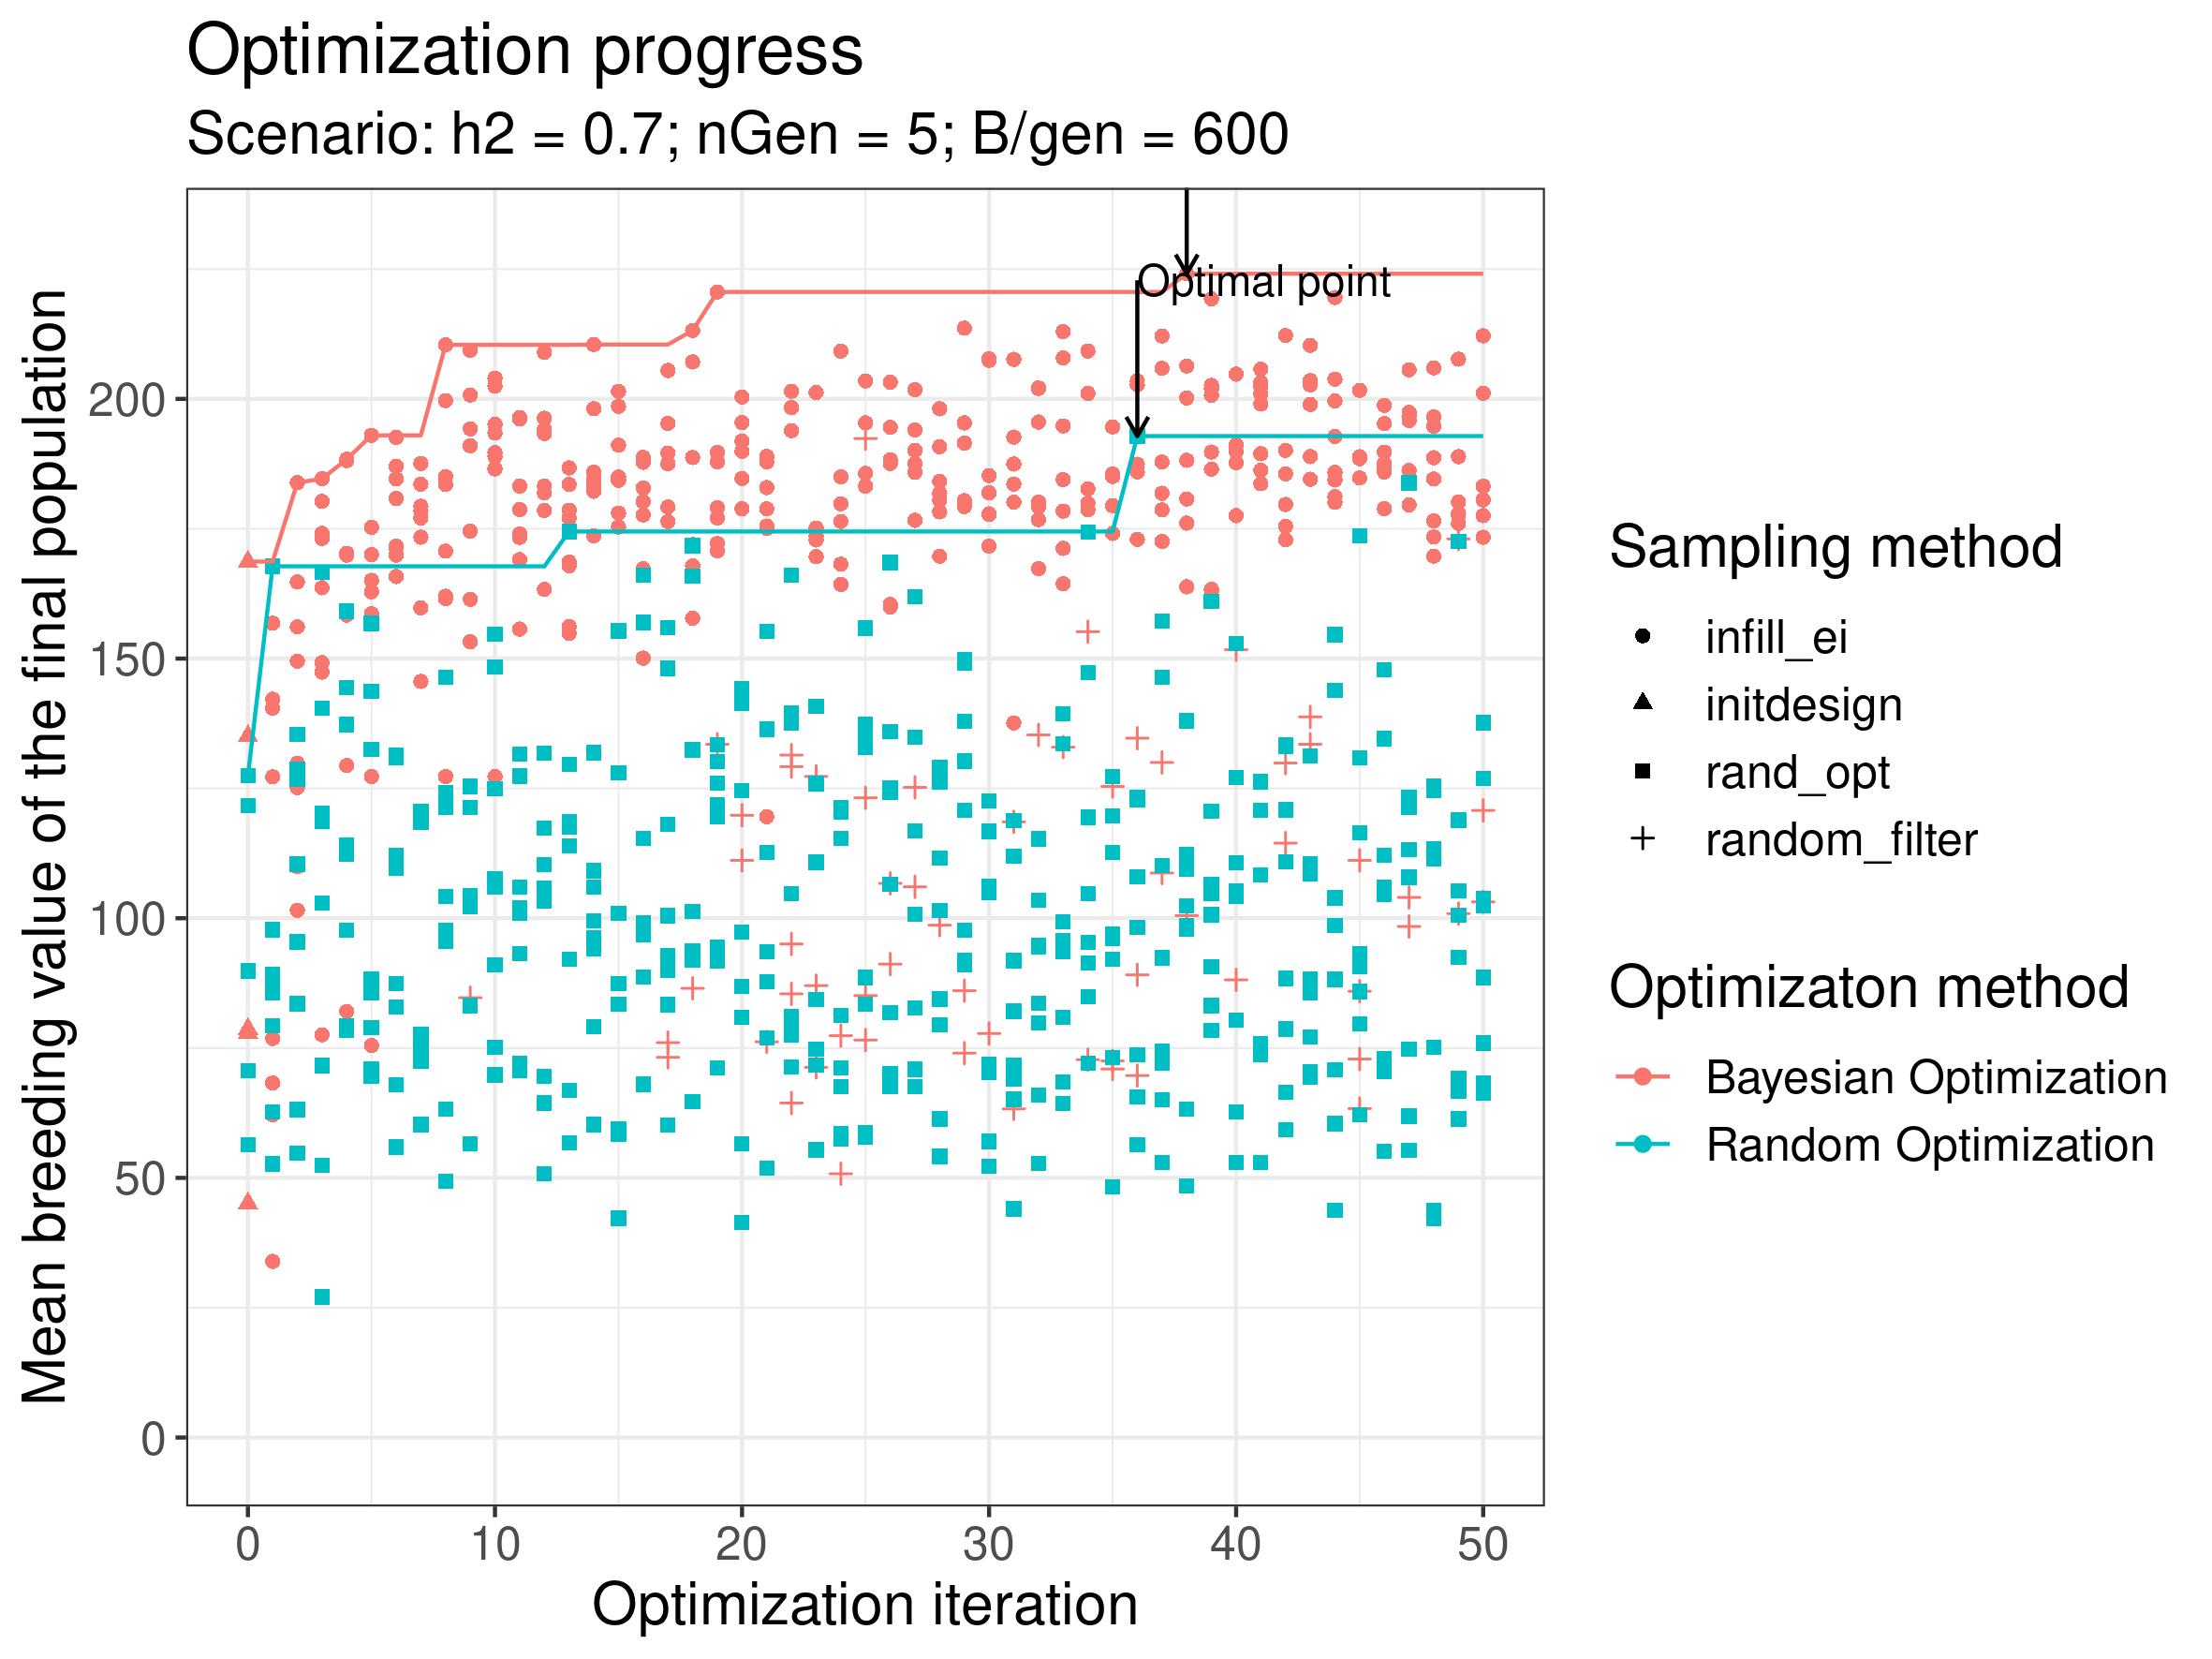 Optimization progress
Scenario: h2 = 0.7; nGen = 5; B/gen = 600
Mean breeding value of the final population
200
150
100
50
0
Optimal point
0 10 20 30 40 50
Optimization iteration
Sampling method
infill_ei
initdesign
rand_opt
random_filter
Optimizaton method
Bayesian Optimization
Random Optimization